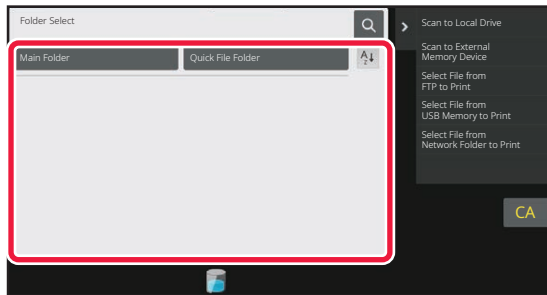 Folder Select
Main Folder
Quick File Folder
Scan to Local Drive
Scan to External
Memory Device
Select File from
FTP to Print
Select File from
USB Memory to Print
Select File from
Network Folder to Print
CA